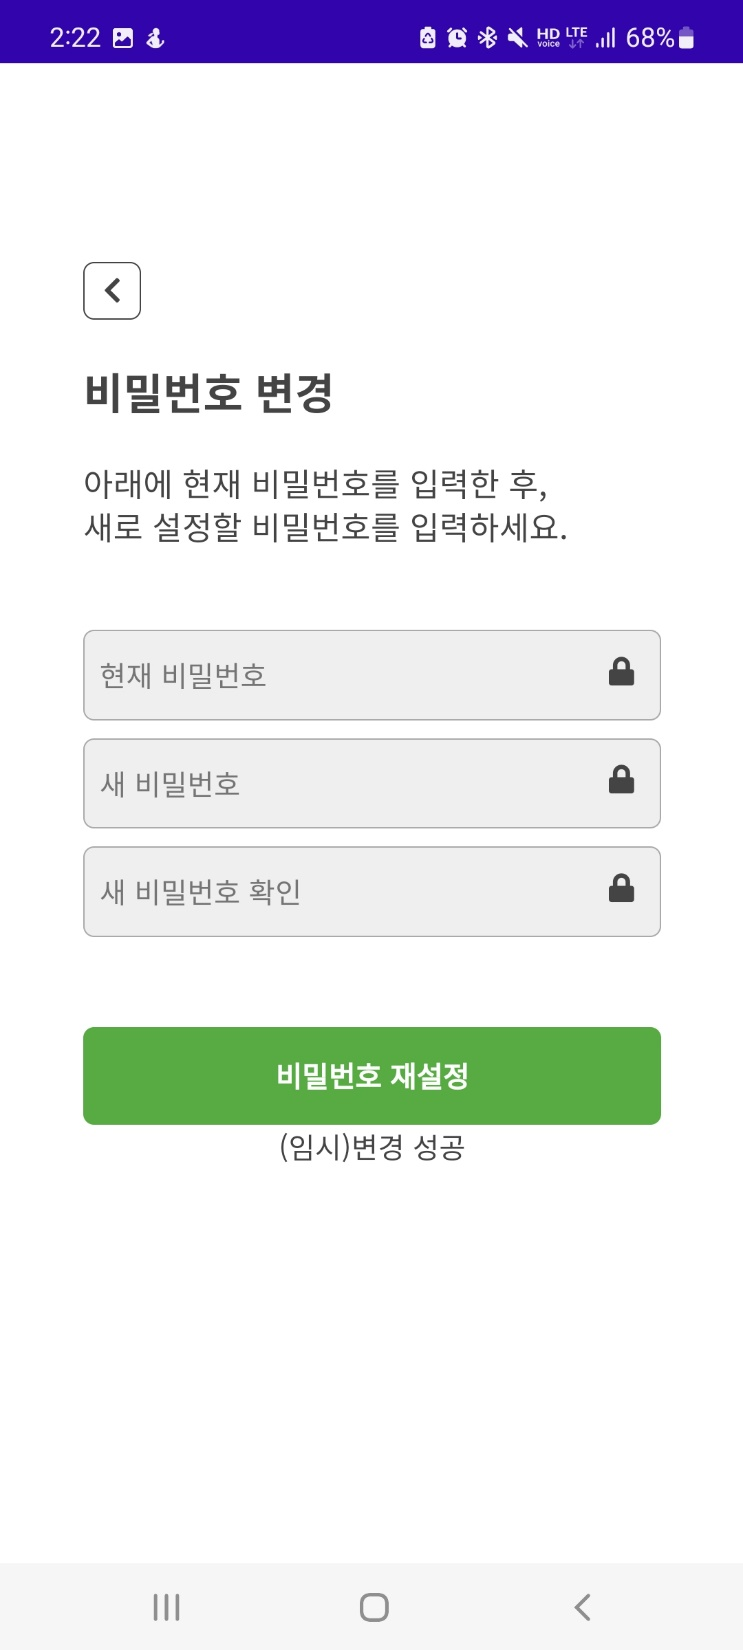 2:22 HD voice LTE 68%
비밀번호 변경
아래에 현재 비밀번호를 입력한 후,
새로 설정할 비밀번호를 입력하세요.
현재 비밀번호
새 비밀번호
새 비밀번호 확인
비밀번호 재설정
(임시)변경 성공